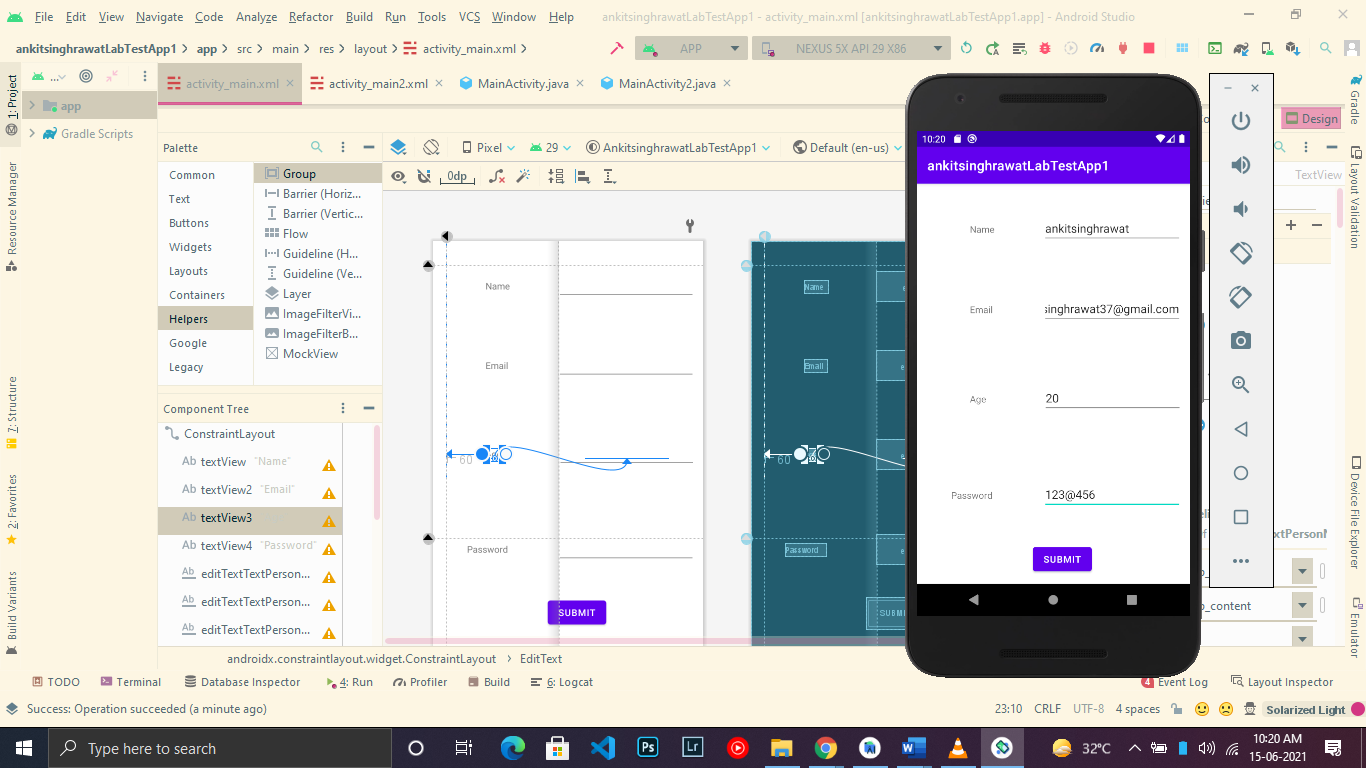 File Edit View Navigate Code Analyze Refactor Build Run Tools VCS Window Help ankitsinghrawatLabTestApp1 - activity_main.xml [ankitsinghrawatLabTestApp1.app] - Android Studio
ankitsinghrawatLabTestApp1 app src main res layout activity_main.xml APP NEXUS 5X API 29 X86
activity_main.xml activity_main2.xml MainActivity.java MainActivity2.java
1: Project
Resource Manager
7: Structure
2: Favorites
Build Variants
... 
app
Gradle Scripts
Design
Palette
Pixel 29 AnkitsinghrawatLabTestApp1 Default (en-us)
0dp
Common
Text
Buttons
Widgets
Layouts
Containers
Helpers
Google
Legacy
Group
Barrier (Horiz...
Barrier (Vertic...
Flow
Guideline (H...
Guideline (Ve...
Layer
ImageFilterVi...
ImageFilterB...
MockView
Component Tree
ConstraintLayout
Ab textView "Name"
Ab textView2 "Email"
Ab textView3
Ab textView4 "Password"
Ab editTextTextPerson...
Ab editTextTextPerson...
Ab editTextTextPerson...
Name
Email
60
Password
SUBMIT
Name
Email
60
Password
SUBMI
10:20
ankitsinghrawatLabTestApp1
Name ankitsinghrawat
Email singhrawat37@gmail.com
Age 20
Password 123@456
SUBMIT
TextView
p_content
Gradle
Layout Validation
Device File Explorer
Emulator
androidx.constraintlayout.widget.ConstraintLayout EditText
TODO Terminal Database Inspector 4: Run Profiler Build 6: Logcat 4 Event Log Layout Inspector
Success: Operation succeeded (a minute ago) 23:10 CRLF UTF-8 4 spaces Solarized Light
Type here to search Ps Lr 32°C 10:20 AM
15-06-2021